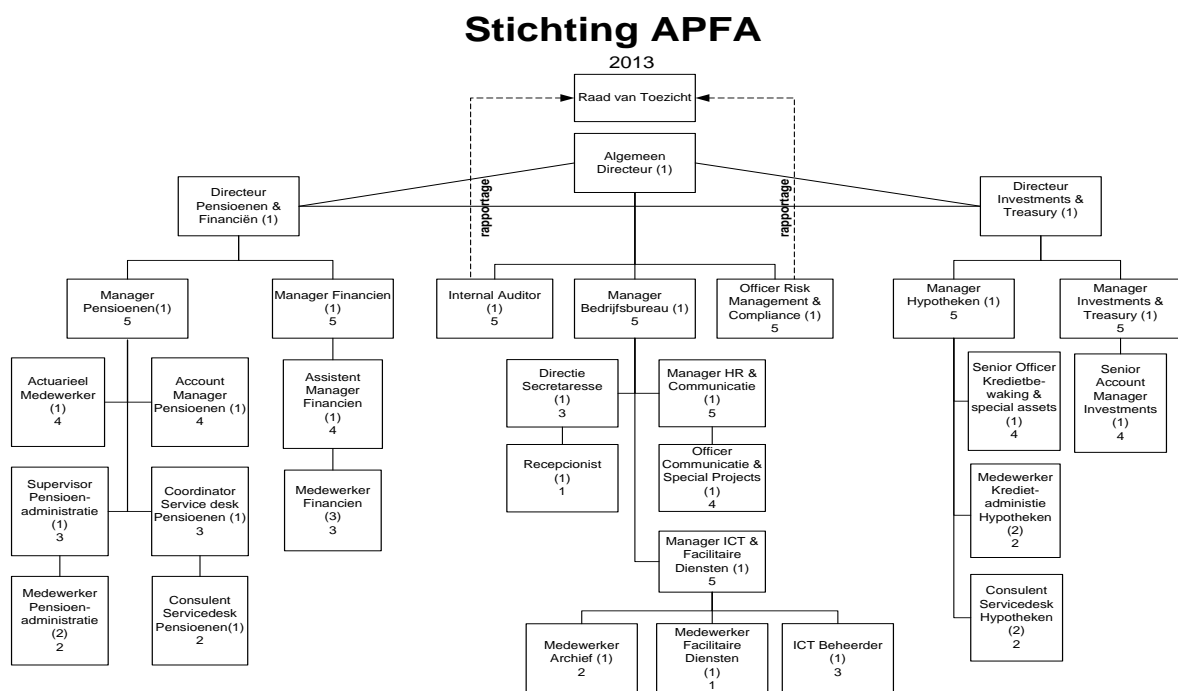 Stichting APFA
2013
Raad van Toezicht
Algemeen
Directeur (1)
Directeur
Pensioenen &
Financiën (1)
rapportage
rapportage
Directeur
Investments &
Treasury (1)
Manager
Pensioenen(1)
5
Manager Financien
(1)
5
Internal Auditor
(1)
5
Manager
Bedrijfsbureau (1)
5
Officer Risk
Management &
Compliance (1)
5
Manager
Hypotheken (1)
5
Manager
Investments &
Treasury (1)
5
Actuarieel
Medewerker
(1)
4
Account
Manager
Pensioenen (1)
4
Assistent
Manager
Financien
(1)
4
Directie
Secretaresse
(1)
3
Manager HR &
Communicatie
(1)
5
Senior Officer
Kredietbe-
waking &
special assets
(1)
4
Senior
Account
Manager
Investments
(1)
4
Supervisor
Pensioen-
administratie
(1)
3
Coordinator
Service desk
Pensioenen (1)
3
Medewerker
Financien
(3)
3
Recepcionist
(1)
1
Officer
Communicatie &
Special Projects
(1)
4
Medewerker
Krediet-
administie
Hypotheken
(2)
2
Manager ICT &
Facilitaire
Diensten (1)
5
Medewerker
Pensioen-
administratie
(2)
2
Consulent
Servicedesk
Pensioenen(1)
2
Consulent
Servicedesk
Hypotheken
(2)
2
Medewerker
Archief (1)
2
Medewerker
Facilitaire
Diensten
(1)
1
ICT Beheerder
(1)
3